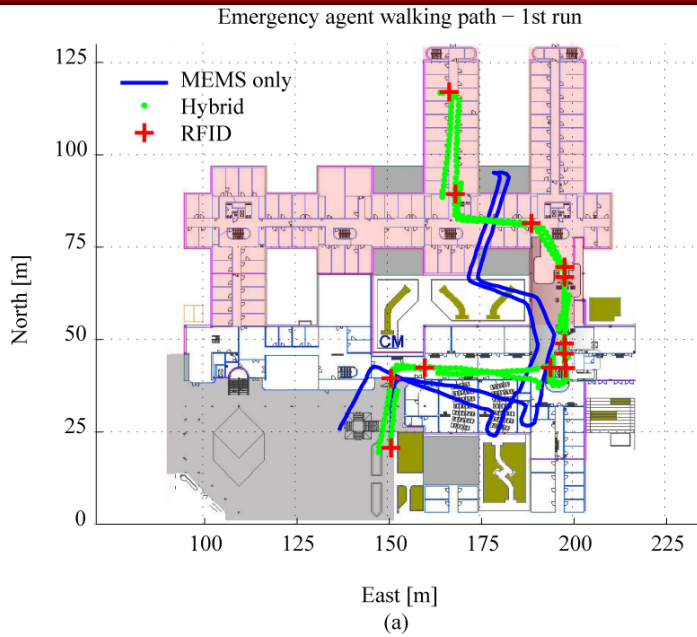 Emergency agent walking path − 1st run
125
100
75
50
25
0
North [m]
MEMS only
Hybrid
RFID
CM
100
125
150
175
200
225
East [m]
(a)